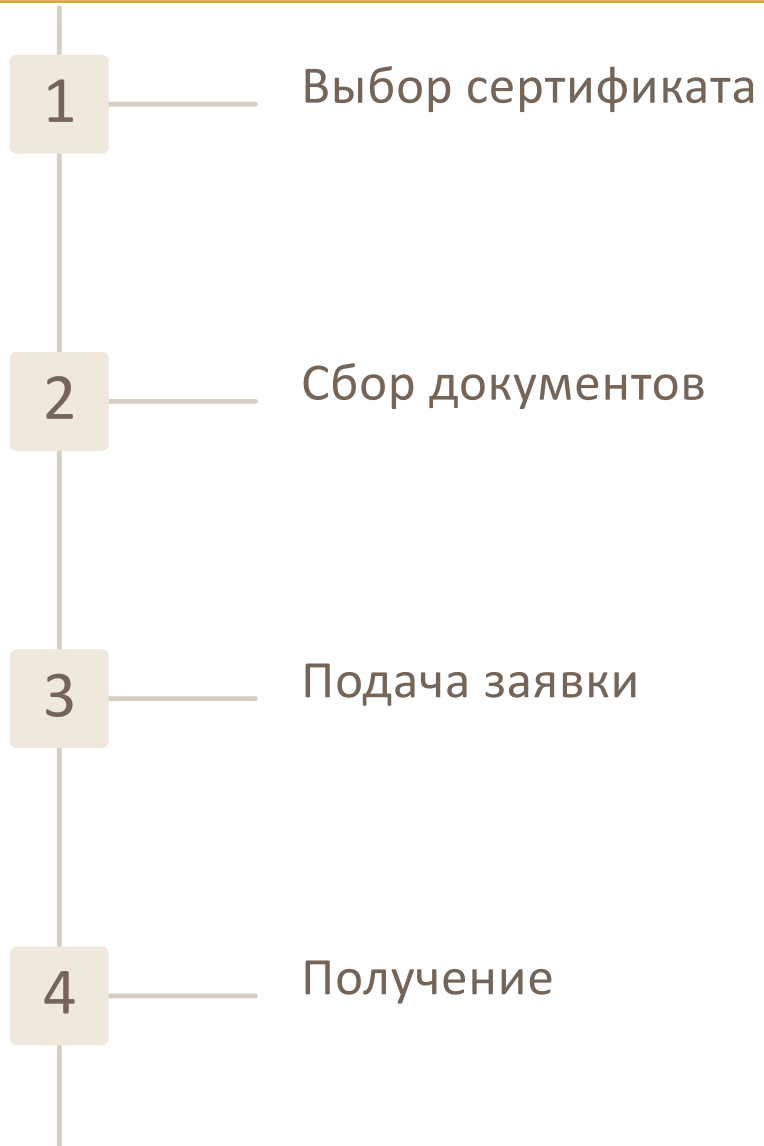 1
Выбор сертификата
2
Сбор документов
3
Подача заявки
4
Получение